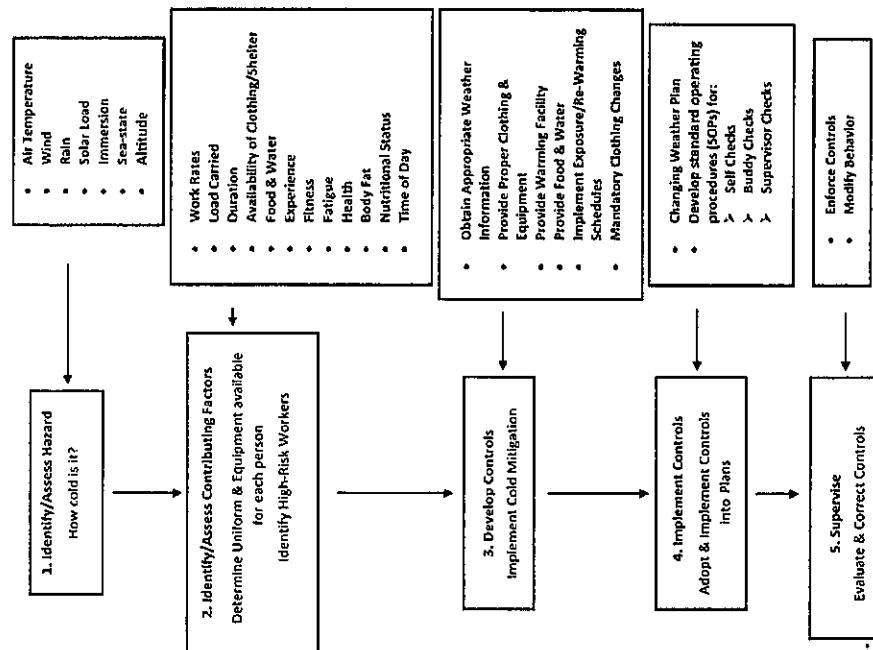 1. Identify/Assess Hazard
How cold is it?
• Air Temperature
• Wind
• Rain
• Solar Load
• Immersion
• Sea-state
• Altitude
2. Identify/Assess Contributing Factors
Determine Uniform & Equipment available
for each person
Identify High-Risk Workers
• Work Rates
• Load Carried
• Duration
• Availability of Clothing/Shelter
• Food & Water
• Experience
• Fitness
• Fatigue
• Health
• Body Fat
• Nutritional Status
• Time of Day
3. Develop Controls
Implement Cold Mitigation
• Obtain Appropriate Weather
Information
• Provide Proper Clothing &
Equipment
• Provide Warming Facility
• Provide Food & Water
• Implement Exposure/Re-Warming
Schedules
• Mandatory Clothing Changes
4. Implement Controls
Adopt & Implement Controls
into Plans
• Changing Weather Plan
• Develop standard operating
procedures (SOPs) for:
➢ Self Checks
➢ Buddy Checks
➢ Supervisor Checks
5. Supervise
Evaluate & Correct Controls
• Enforce Controls
• Modify Behavior